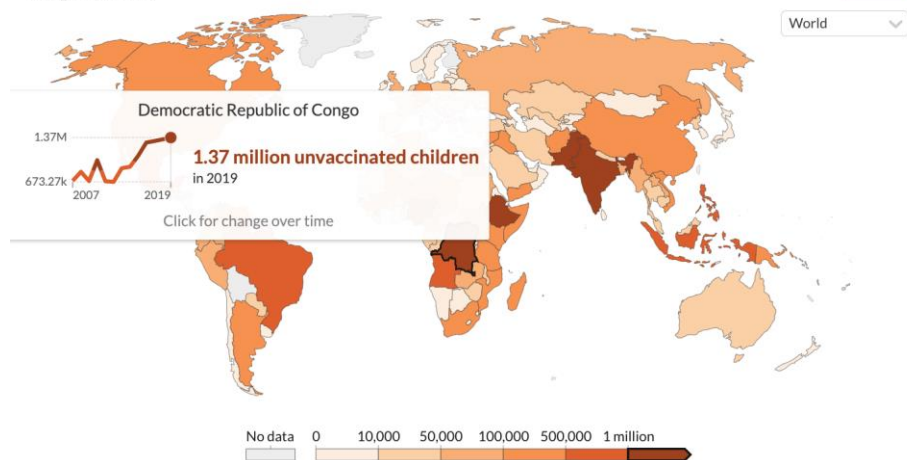 World
Democratic Republic of Congo
1.37M
673.27k
2007
2019
1.37 million unvaccinated children
in 2019
Click for change over time
No data
0
10,000
50,000
100,000
500,000
1 million